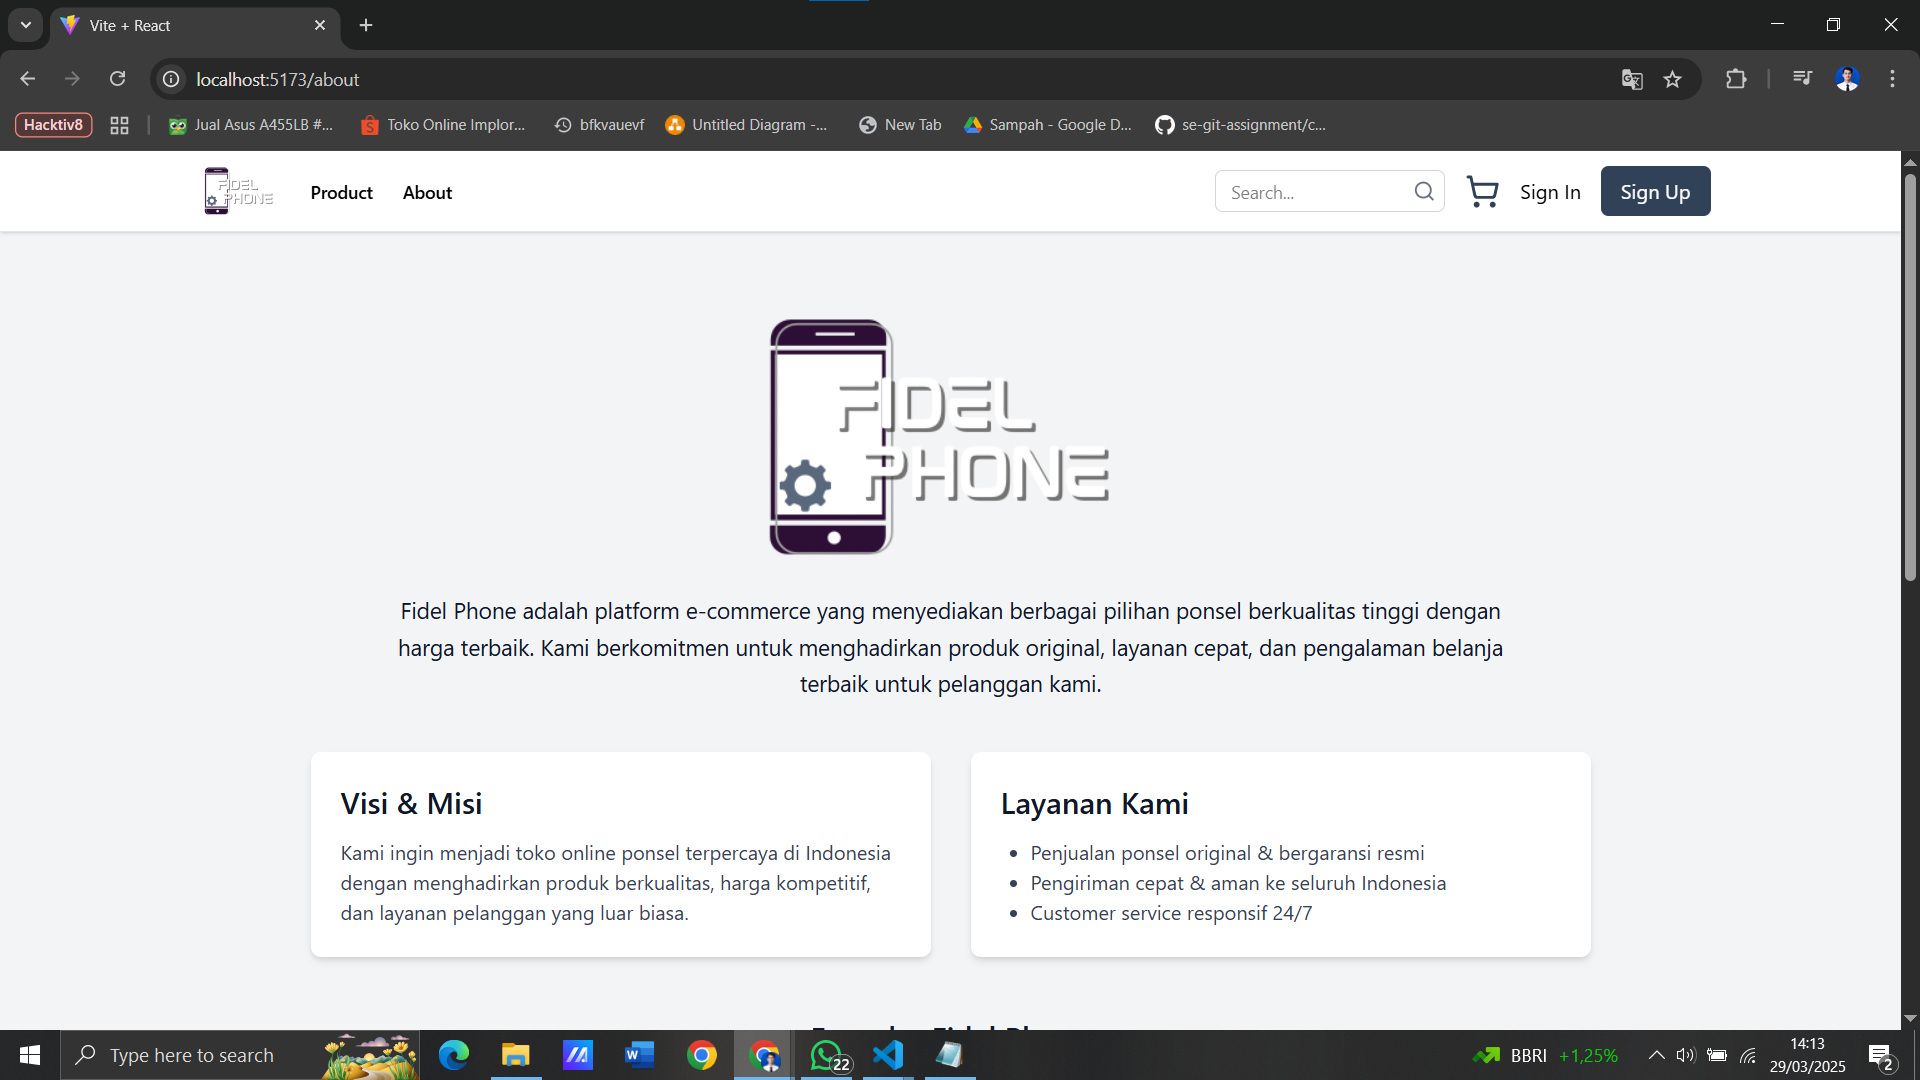 Vite + React
localhost:5173/about
Hacktiv8
Jual Asus A455LB #...
Toko Online Implor...
bfkvauevf
Untitled Diagram -...
New Tab
Sampah - Google D...
se-git-assignment/c...
FIDEL
PHONE
Product
About
Search...
Sign In
Sign Up
FIDEL
PHONE
Fidel Phone adalah platform e-commerce yang menyediakan berbagai pilihan ponsel berkualitas tinggi dengan
harga terbaik. Kami berkomitmen untuk menghadirkan produk original, layanan cepat, dan pengalaman belanja
terbaik untuk pelanggan kami.
Visi & Misi
Kami ingin menjadi toko online ponsel terpercaya di Indonesia
dengan menghadirkan produk berkualitas, harga kompetitif,
dan layanan pelanggan yang luar biasa.
Layanan Kami
• Penjualan ponsel original & bergaransi resmi
• Pengiriman cepat & aman ke seluruh Indonesia
• Customer service responsif 24/7
Type here to search
22
BBRI +1,25%
14:13
29/03/2025
2